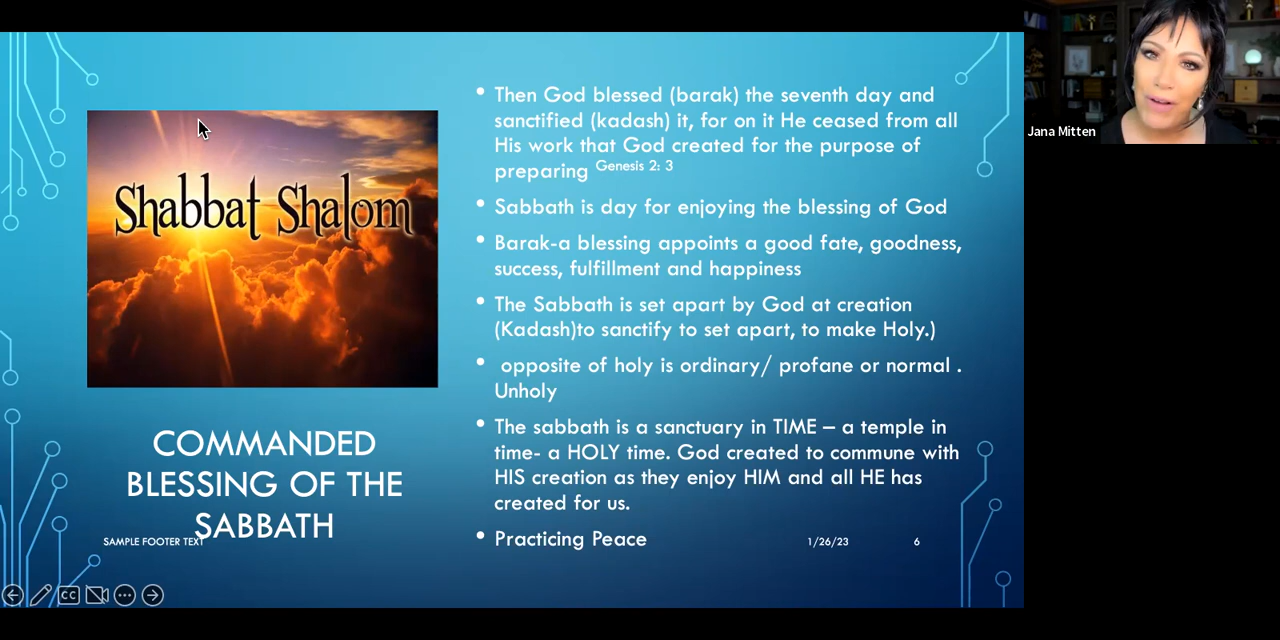 Shabbat Shalom
COMMANDED
BLESSING OF THE
SABBATH
SAMPLE FOOTER TEXT
• Then God blessed (barak) the seventh day and
sanctified (kadash) it, for on it He ceased from all
His work that God created for the purpose of
preparing Genesis 2: 3
• Sabbath is day for enjoying the blessing of God
• Barak-a blessing appoints a good fate, goodness,
success, fulfillment and happiness
• The Sabbath is set apart by God at creation
(Kadash)to sanctify to set apart, to make Holy.)
• opposite of holy is ordinary/ profane or normal .
Unholy
• The sabbath is a sanctuary in TIME – a temple in
time- a HOLY time. God created to commune with
HIS creation as they enjoy HIM and all HE has
created for us.
• Practicing Peace
1/26/23
6
CC
Jana Mitten